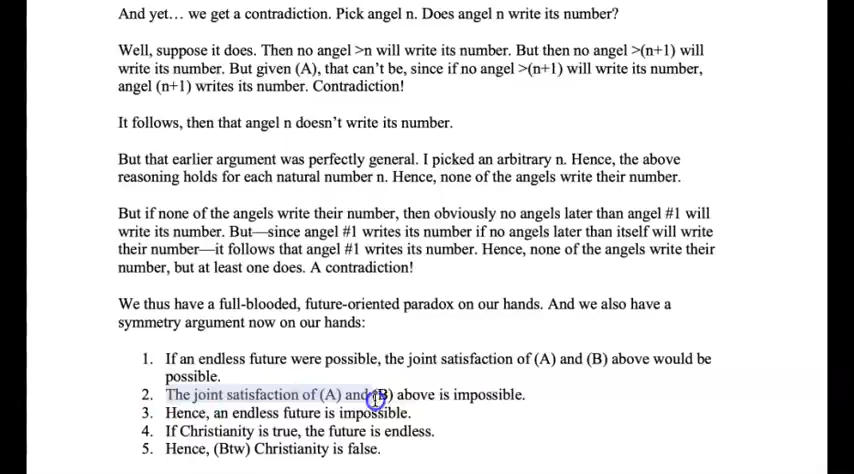 And yet… we get a contradiction. Pick angel n. Does angel n write its number?
Well, suppose it does. Then no angel >n will write its number. But then no angel >(n+1) will
write its number. But given (A), that can't be, since if no angel >(n+1) will write its number,
angel (n+1) writes its number. Contradiction!
It follows, then that angel n doesn't write its number.
But that earlier argument was perfectly general. I picked an arbitrary n. Hence, the above
reasoning holds for each natural number n. Hence, none of the angels write their number.
But if none of the angels write their number, then obviously no angels later than angel #1 will
write its number. But—since angel #1 writes its number if no angels later than itself will write
their number—it follows that angel #1 writes its number. Hence, none of the angels write their
number, but at least one does. A contradiction!
We thus have a full-blooded, future-oriented paradox on our hands. And we also have a
symmetry argument now on our hands:
1. If an endless future were possible, the joint satisfaction of (A) and (B) above would be
possible.
2. The joint satisfaction of (A) and (B) above is impossible.
3. Hence, an endless future is impossible.
4. If Christianity is true, the future is endless.
5. Hence, (Btw) Christianity is false.